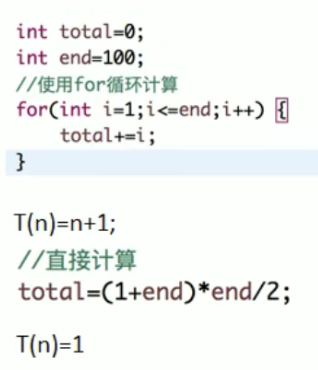 int total=0;
int end=100;
//使用for循环计算
for(int i=1;i<=end;i++) {
total+=i;
}
T(n)=n+1;
//直接计算
total=(1+end)*end/2;
T(n)=1